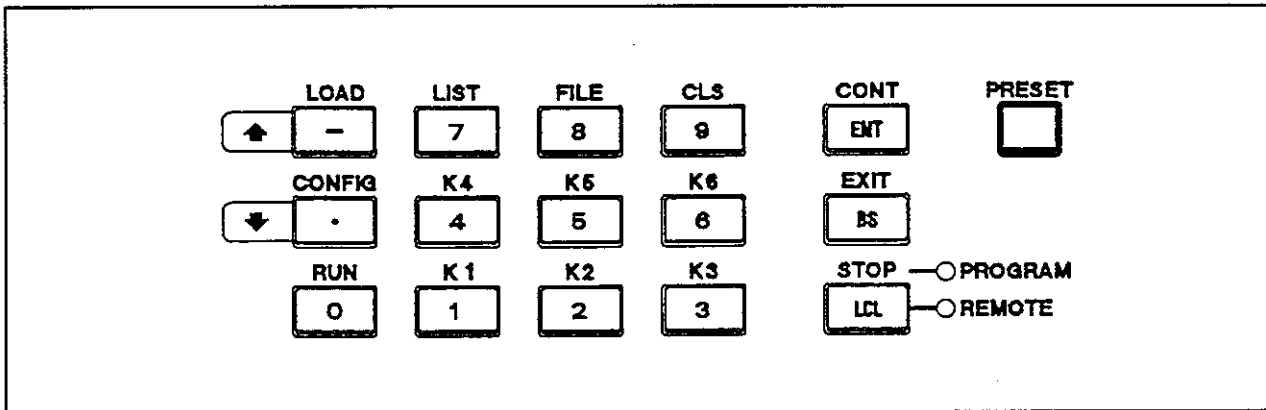 LOAD LIST FILE CLS CONT PRESET
- 7 8 9 ENT
CONFIG K4 K5 K6 EXIT
. 4 5 6 BS
RUN K1 K2 K3 STOP PROGRAM
0 1 2 3 LCL REMOTE